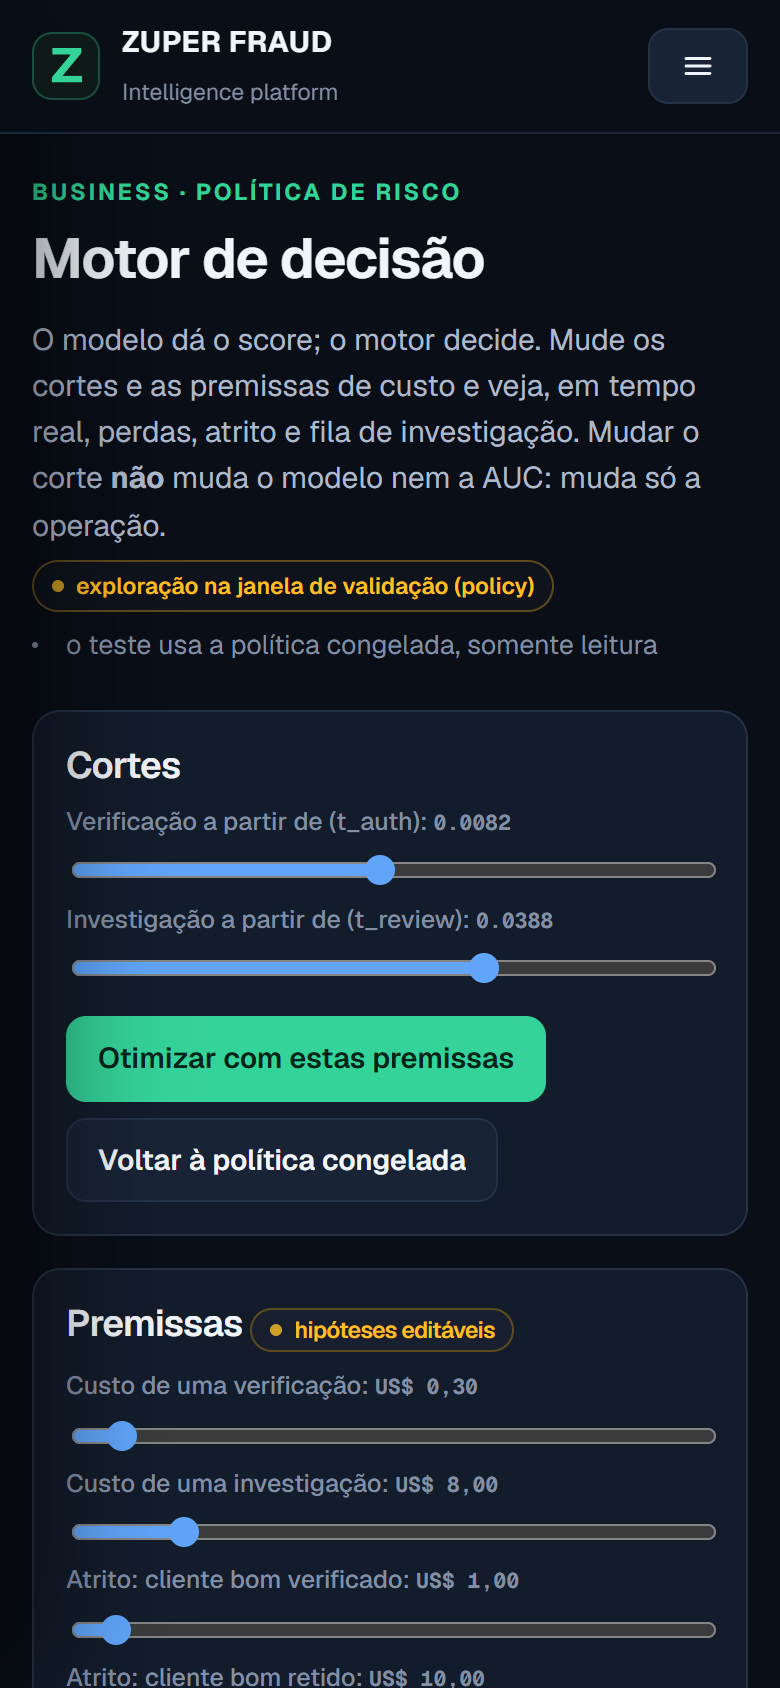 Z
ZUPER FRAUD
Intelligence platform
BUSINESS · POLÍTICA DE RISCO
Motor de decisão
O modelo dá o score; o motor decide. Mude os
cortes e as premissas de custo e veja, em tempo
real, perdas, atrito e fila de investigação. Mudar o
corte não muda o modelo nem a AUC: muda só a
operação.
exploração na janela de validação (policy)
· o teste usa a política congelada, somente leitura
Cortes
Verificação a partir de (t_auth): 0.0082
Investigação a partir de (t_review): 0.0388
Otimizar com estas premissas
Voltar à política congelada
Premissas hipóteses editáveis
Custo de uma verificação: US$ 0,30
Custo de uma investigação: US$ 8,00
Atrito: cliente bom verificado: US$ 1,00
Atrito: cliente bom retido: US$ 10,00